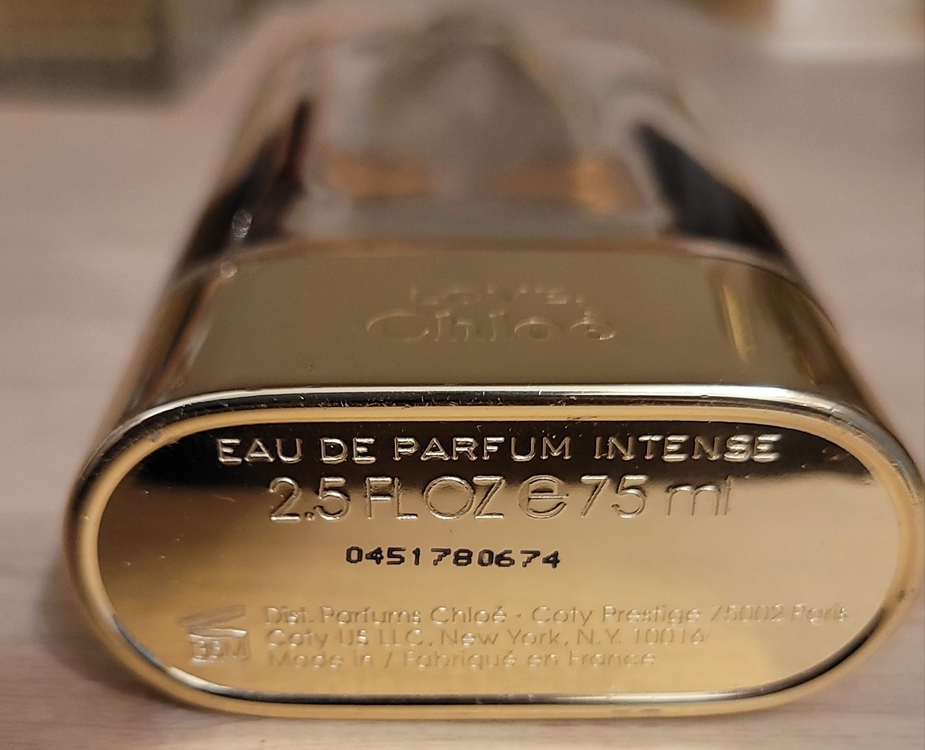 LOVE,
Chloé
EAU DE PARFUM INTENSE
2.5 FL OZ e 75 ml
0451780674
Dist. Parfums Chloé - Coty Prestige 75002 Paris
Coty US LLC, New York, N.Y. 10016
Made in / Fabriqué en France